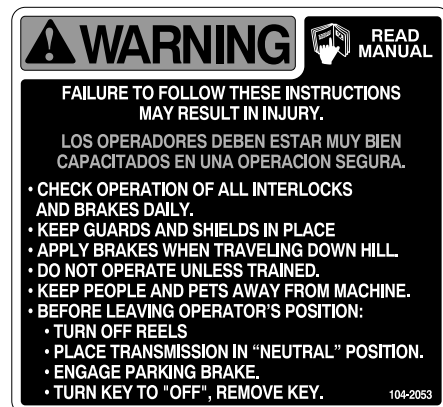 WARNING
READ
MANUAL
FAILURE TO FOLLOW THESE INSTRUCTIONS
MAY RESULT IN INJURY.
LOS OPERADORES DEBEN ESTAR MUY BIEN
CAPACITADOS EN UNA OPERACION SEGURA.
• CHECK OPERATION OF ALL INTERLOCKS
AND BRAKES DAILY.
• KEEP GUARDS AND SHIELDS IN PLACE
• APPLY BRAKES WHEN TRAVELING DOWN HILL.
• DO NOT OPERATE UNLESS TRAINED.
• KEEP PEOPLE AND PETS AWAY FROM MACHINE.
• BEFORE LEAVING OPERATOR'S POSITION:
• TURN OFF REELS
• PLACE TRANSMISSION IN “NEUTRAL” POSITION.
• ENGAGE PARKING BRAKE.
• TURN KEY TO "OFF", REMOVE KEY.
104-2053